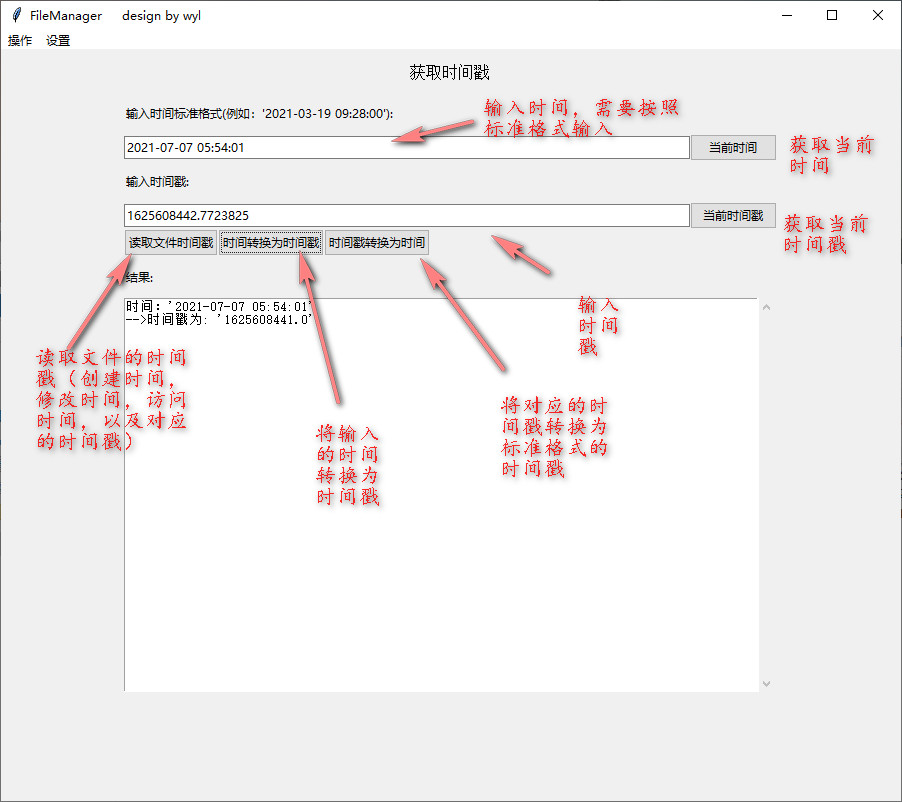 FileManager design by wyl
操作 设置
获取时间戳
输入时间标准格式(例如：'2021-03-19 09:28:00'):
输入时间，需要按照
标准格式输入
2021-07-07 05:54:01
当前时间
获取当前
时间
输入时间戳:
1625608442.7723825
当前时间戳
获取当前
时间戳
读取文件时间戳 时间转换为时间戳 时间戳转换为时间
结果:
时间: '2021-07-07 05:54:01'
-->时间戳为: '1625608441.0'
输入
时间
戳
读取文件的时间
戳（创建时间，
修改时间，访问
时间，以及对应
的时间戳）
将输入
的时间
转换为
时间戳
将对应的时
间戳转换为
标准格式的
时间戳